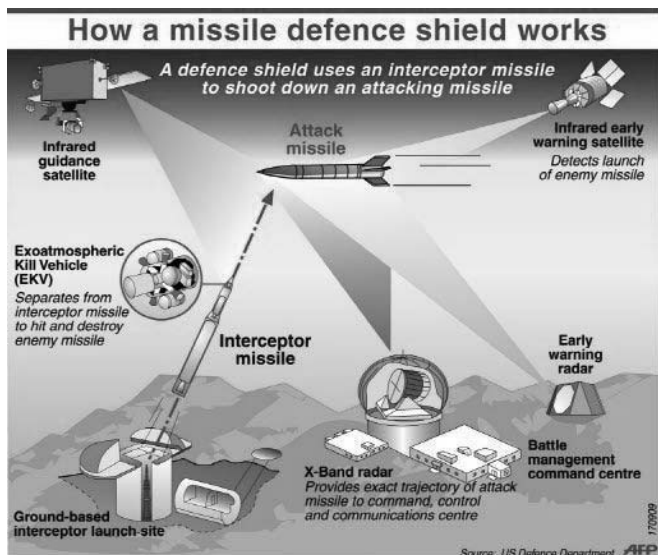 How a missile defence shield works
A defence shield uses an interceptor missile
to shoot down an attacking missile
Infrared
guidance
satellite
Attack
missile
Infrared early
warning satellite
Detects launch
of enemy missile
Exoatmospheric
Kill Vehicle
(EKV)
Separates from
interceptor missile
to hit and destroy
enemy missile
Interceptor
missile
Early
warning
radar
Ground-based
interceptor launch site
X-Band radar
Provides exact trajectory of attack
missile to command, control
and communications centre
Battle
management
command centre
170909
Source: US Defence Department AFP